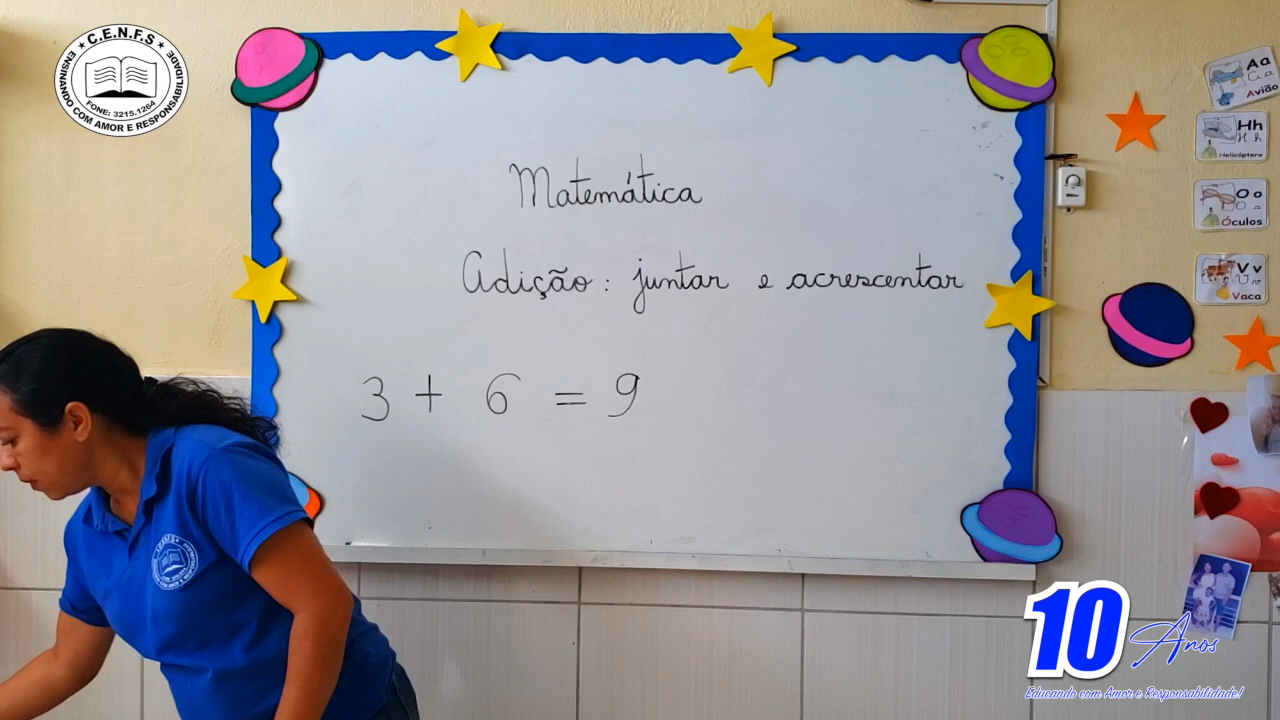 ★ C.E.N.F.S ★
ENSINANDO COM AMOR E RESPONSABILIDADE
FONE: 3215.1264
Matemática
Adição: juntar e acrescentar
3 + 6 = 9
Aa
Avião
Hh
H h
Helicóptero
Oo
Óculos
Vv
Vaca
C.E.N.F.S
10 Anos
Educando com Amor e Responsabilidade!